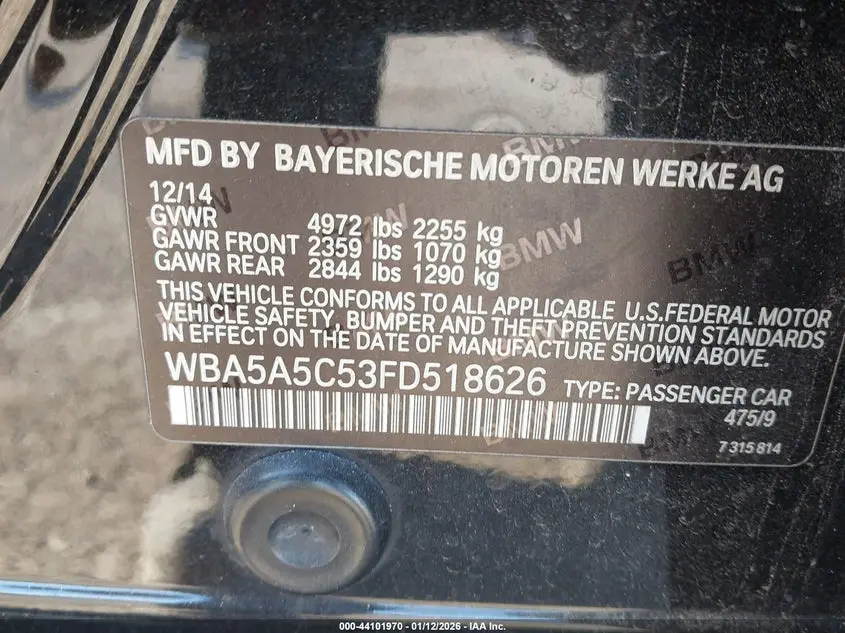 MFD BY BAYERISCHE MOTOREN WERKE AG
12/14
GVWR 4972 lbs 2255 kg
GAWR FRONT 2359 lbs 1070 kg
GAWR REAR 2844 lbs 1290 kg
THIS VEHICLE CONFORMS TO ALL APPLICABLE U.S.FEDERAL MOTOR
VEHICLE SAFETY, BUMPER AND THEFT PREVENTION STANDARDS
IN EFFECT ON THE DATE OF MANUFACTURE SHOWN ABOVE.
WBA5A5C53FD518626 TYPE: PASSENGER CAR
475/9
7315814
000-44101970 - 01/12/2026 - IAA Inc.